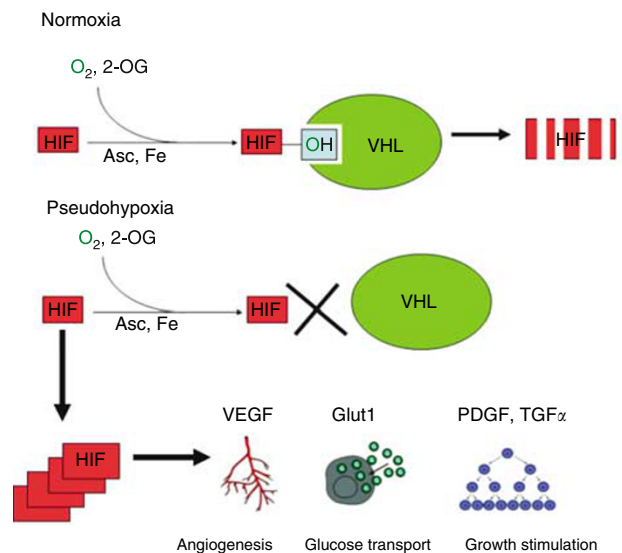 Normoxia
O2, 2-OG
HIF
Asc, Fe
HIF
OH
VHL
HIF
Pseudohypoxia
O2, 2-OG
HIF
Asc, Fe
HIF
VHL
VEGF
Glut1
PDGF, TGFα
HIF
Angiogenesis
Glucose transport
Growth stimulation